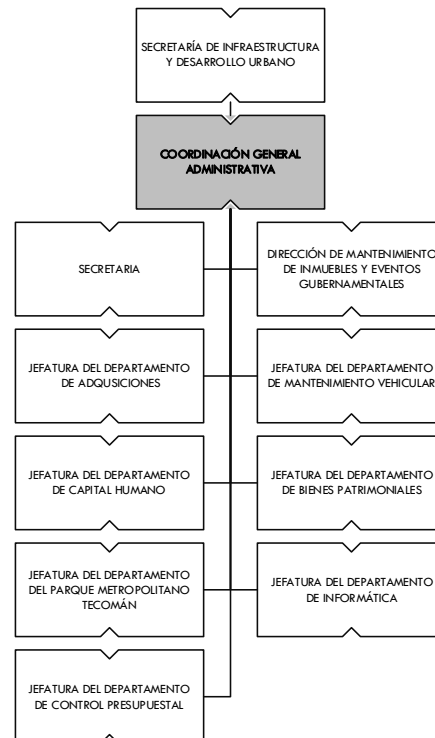 SECRETARÍA DE INFRAESTRUCTURA
Y DESARROLLO URBANO
COORDINACIÓN GENERAL
ADMINISTRATIVA
SECRETARIA
DIRECCIÓN DE MANTENIMIENTO
DE INMUEBLES Y EVENTOS
GUBERNAMENTALES
JEFATURA DEL DEPARTAMENTO
DE ADQUSICIONES
JEFATURA DEL DEPARTAMENTO
DE MANTENIMIENTO VEHICULAR
JEFATURA DEL DEPARTAMENTO
DE CAPITAL HUMANO
JEFATURA DEL DEPARTAMENTO
DE BIENES PATRIMONIALES
JEFATURA DEL DEPARTAMENTO
DEL PARQUE METROPOLITANO
TECOMÁN
JEFATURA DEL DEPARTAMENTO
DE INFORMÁTICA
JEFATURA DEL DEPARTAMENTO
DE CONTROL PRESUPUESTAL